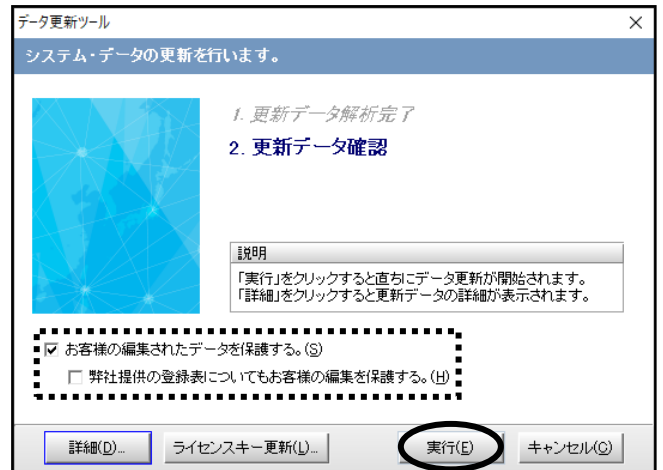 データ更新ツール
システム・データの更新を行います。
1. 更新データ解析完了
2. 更新データ確認
説明
「実行」をクリックすると直ちにデータ更新が開始されます。
「詳細」をクリックすると更新データの詳細が表示されます。
お客様の編集されたデータを保護する。(S)
弊社提供の登録表についてもお客様の編集を保護する。(H)
詳細(D)... ライセンスキー更新(L)... 実行(E) キャンセル(C)